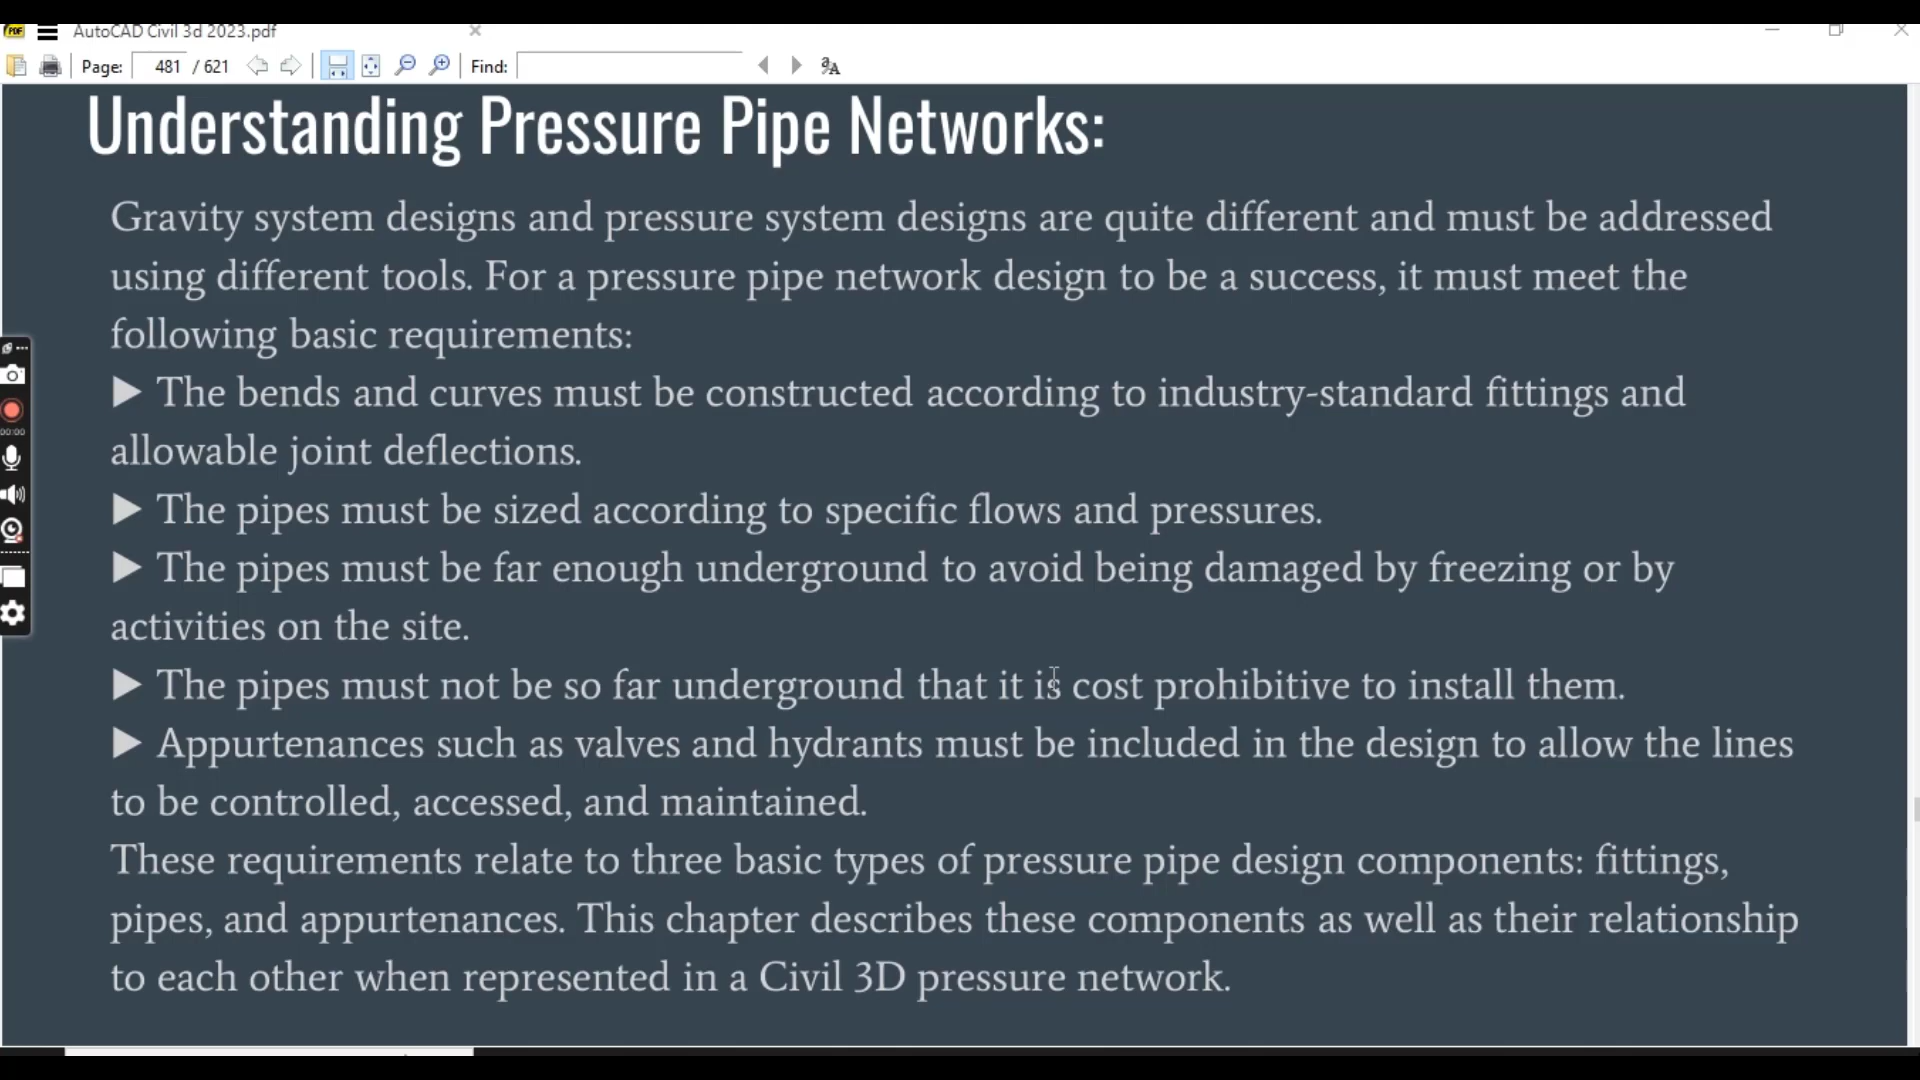 PDF
AutoCAD Civil 3d 2023.pdf
Page: 481 / 621 Find:
Understanding Pressure Pipe Networks:
Gravity system designs and pressure system designs are quite different and must be addressed
using different tools. For a pressure pipe network design to be a success, it must meet the
following basic requirements:
▶ The bends and curves must be constructed according to industry-standard fittings and
allowable joint deflections.
▶ The pipes must be sized according to specific flows and pressures.
▶ The pipes must be far enough underground to avoid being damaged by freezing or by
activities on the site.
▶ The pipes must not be so far underground that it is cost prohibitive to install them.
▶ Appurtenances such as valves and hydrants must be included in the design to allow the lines
to be controlled, accessed, and maintained.
These requirements relate to three basic types of pressure pipe design components: fittings,
pipes, and appurtenances. This chapter describes these components as well as their relationship
to each other when represented in a Civil 3D pressure network.
00:00